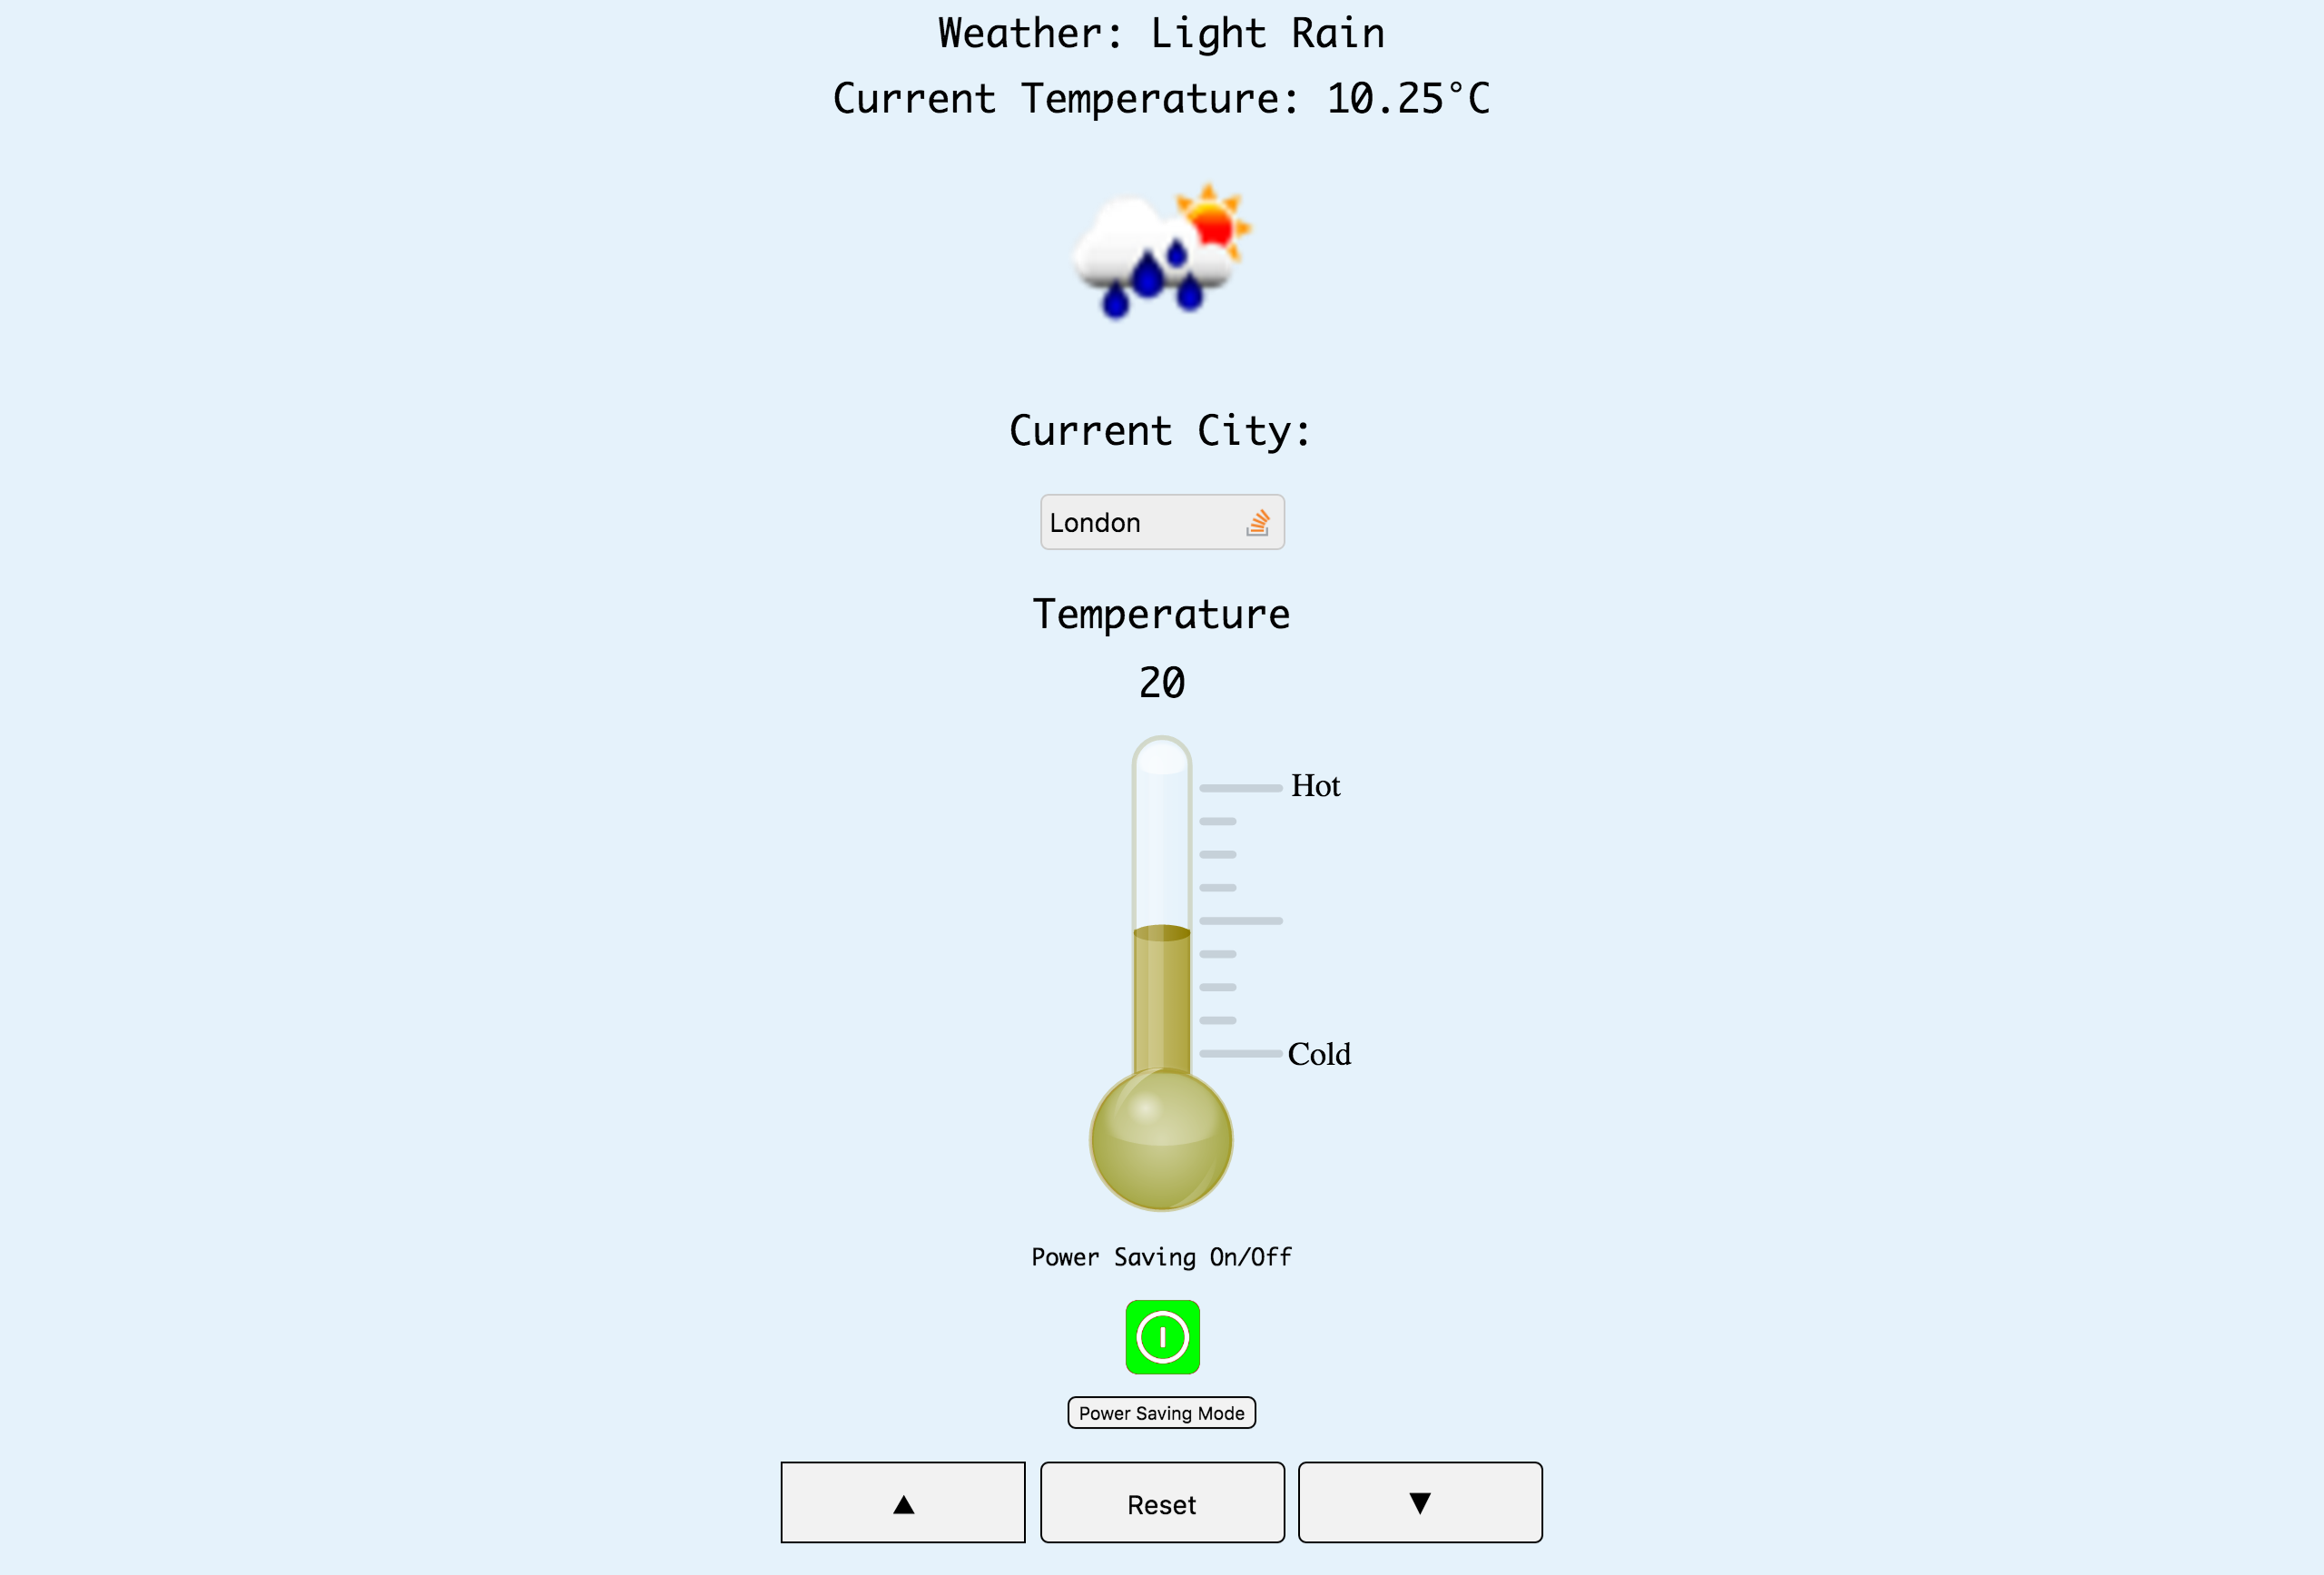 Weather: Light Rain
Current Temperature: 10.25°C
Current City:
London
Temperature
20
Hot
Cold
Power Saving On/Off
Power Saving Mode
▲ Reset ▼